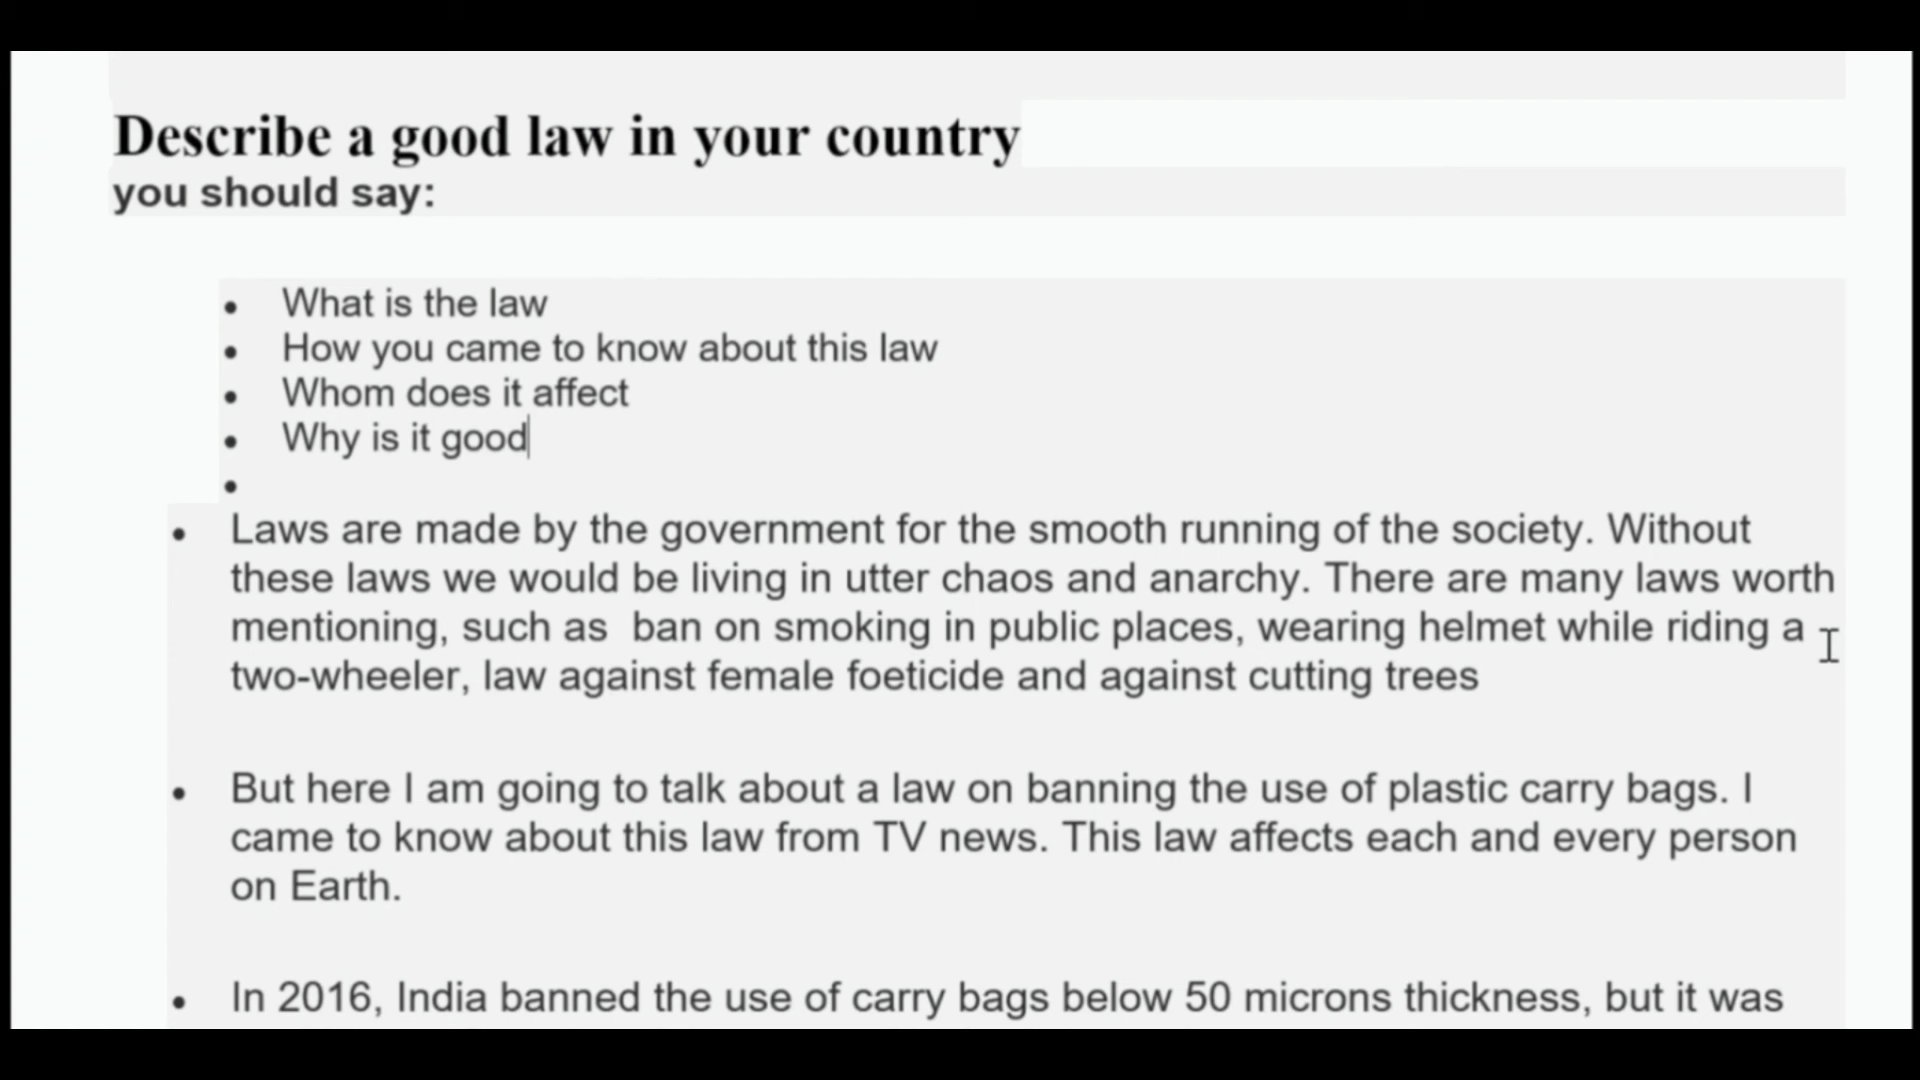 Describe a good law in your country
you should say:
• What is the law
• How you came to know about this law
• Whom does it affect
• Why is it good
•
• Laws are made by the government for the smooth running of the society. Without
these laws we would be living in utter chaos and anarchy. There are many laws worth
mentioning, such as  ban on smoking in public places, wearing helmet while riding a
two-wheeler, law against female foeticide and against cutting trees
• But here I am going to talk about a law on banning the use of plastic carry bags. I
came to know about this law from TV news. This law affects each and every person
on Earth.
• In 2016, India banned the use of carry bags below 50 microns thickness, but it was